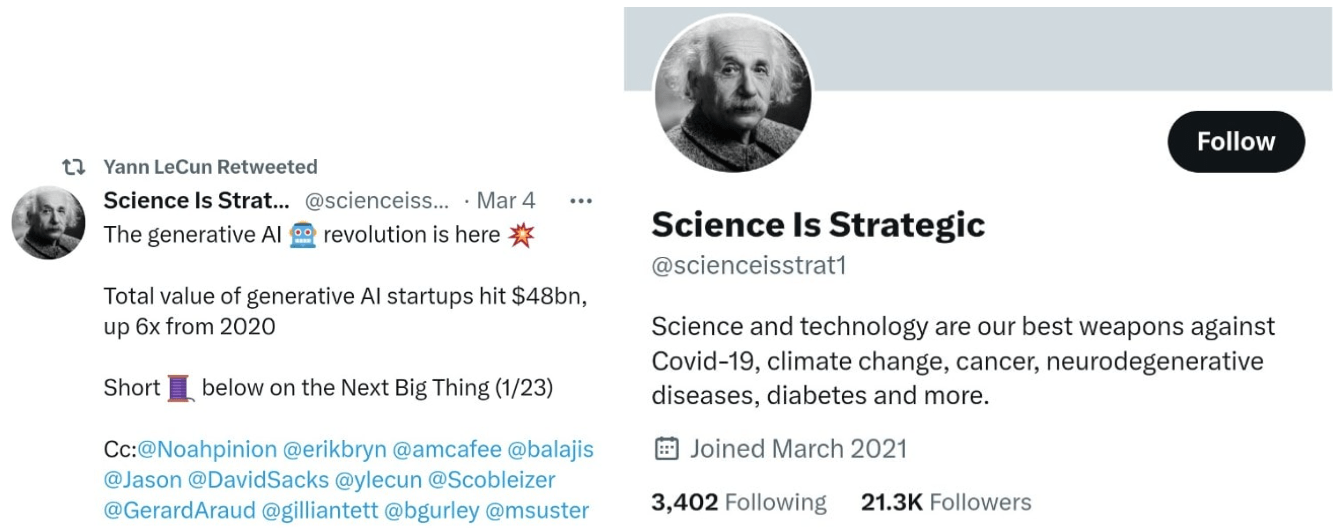 Yann LeCun Retweeted
Science Is Strat... @scienceiss... · Mar 4 •••
The generative AI 🤖 revolution is here 💥
Total value of generative AI startups hit $48bn,
up 6x from 2020
Short 🧵 below on the Next Big Thing (1/23)
Cc:@Noahpinion @erikbryn @amcafee @balajis
@Jason @DavidSacks @ylecun @Scobleizer
@GerardAraud @gilliantett @bgurley @msuster
Follow
Science Is Strategic
@scienceisstrat1
Science and technology are our best weapons against
Covid-19, climate change, cancer, neurodegenerative
diseases, diabetes and more.
Joined March 2021
3,402 Following 21.3K Followers